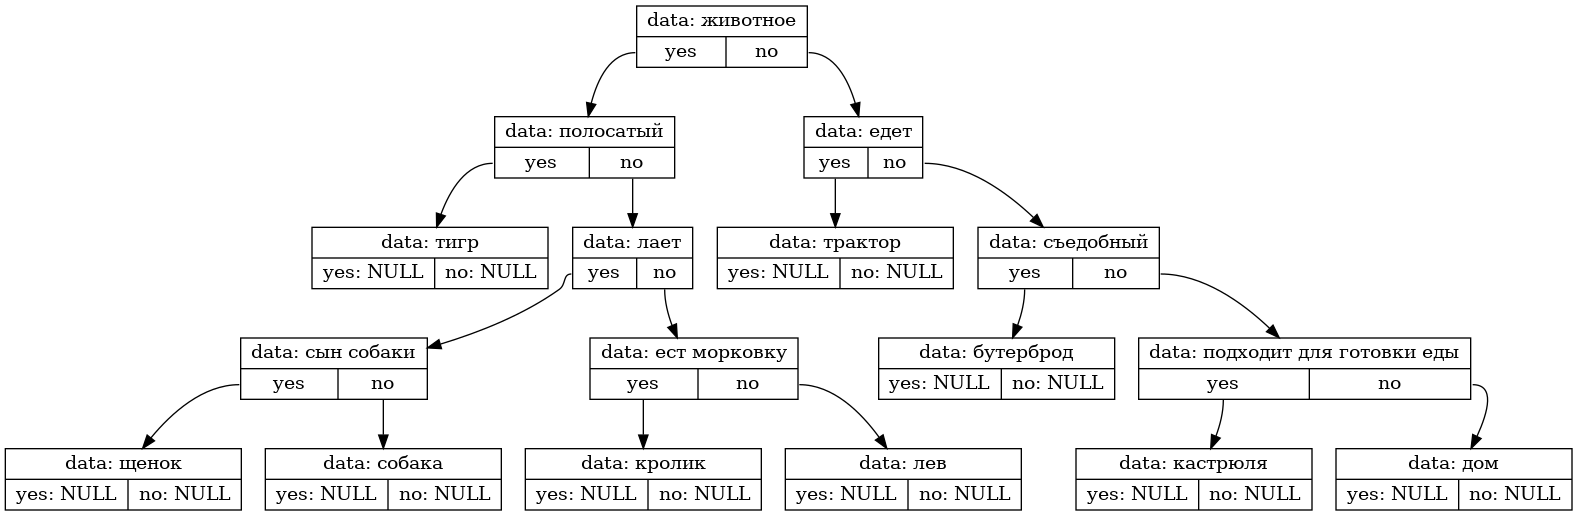 data: животное
yes no
data: полосатый
yes no
data: едет
yes no
data: тигр
yes: NULL no: NULL
data: лает
yes no
data: трактор
yes: NULL no: NULL
data: съедобный
yes no
data: сын собаки
yes no
data: ест морковку
yes no
data: бутерброд
yes: NULL no: NULL
data: подходит для готовки еды
yes no
data: щенок
yes: NULL no: NULL
data: собака
yes: NULL no: NULL
data: кролик
yes: NULL no: NULL
data: лев
yes: NULL no: NULL
data: кастрюля
yes: NULL no: NULL
data: дом
yes: NULL no: NULL